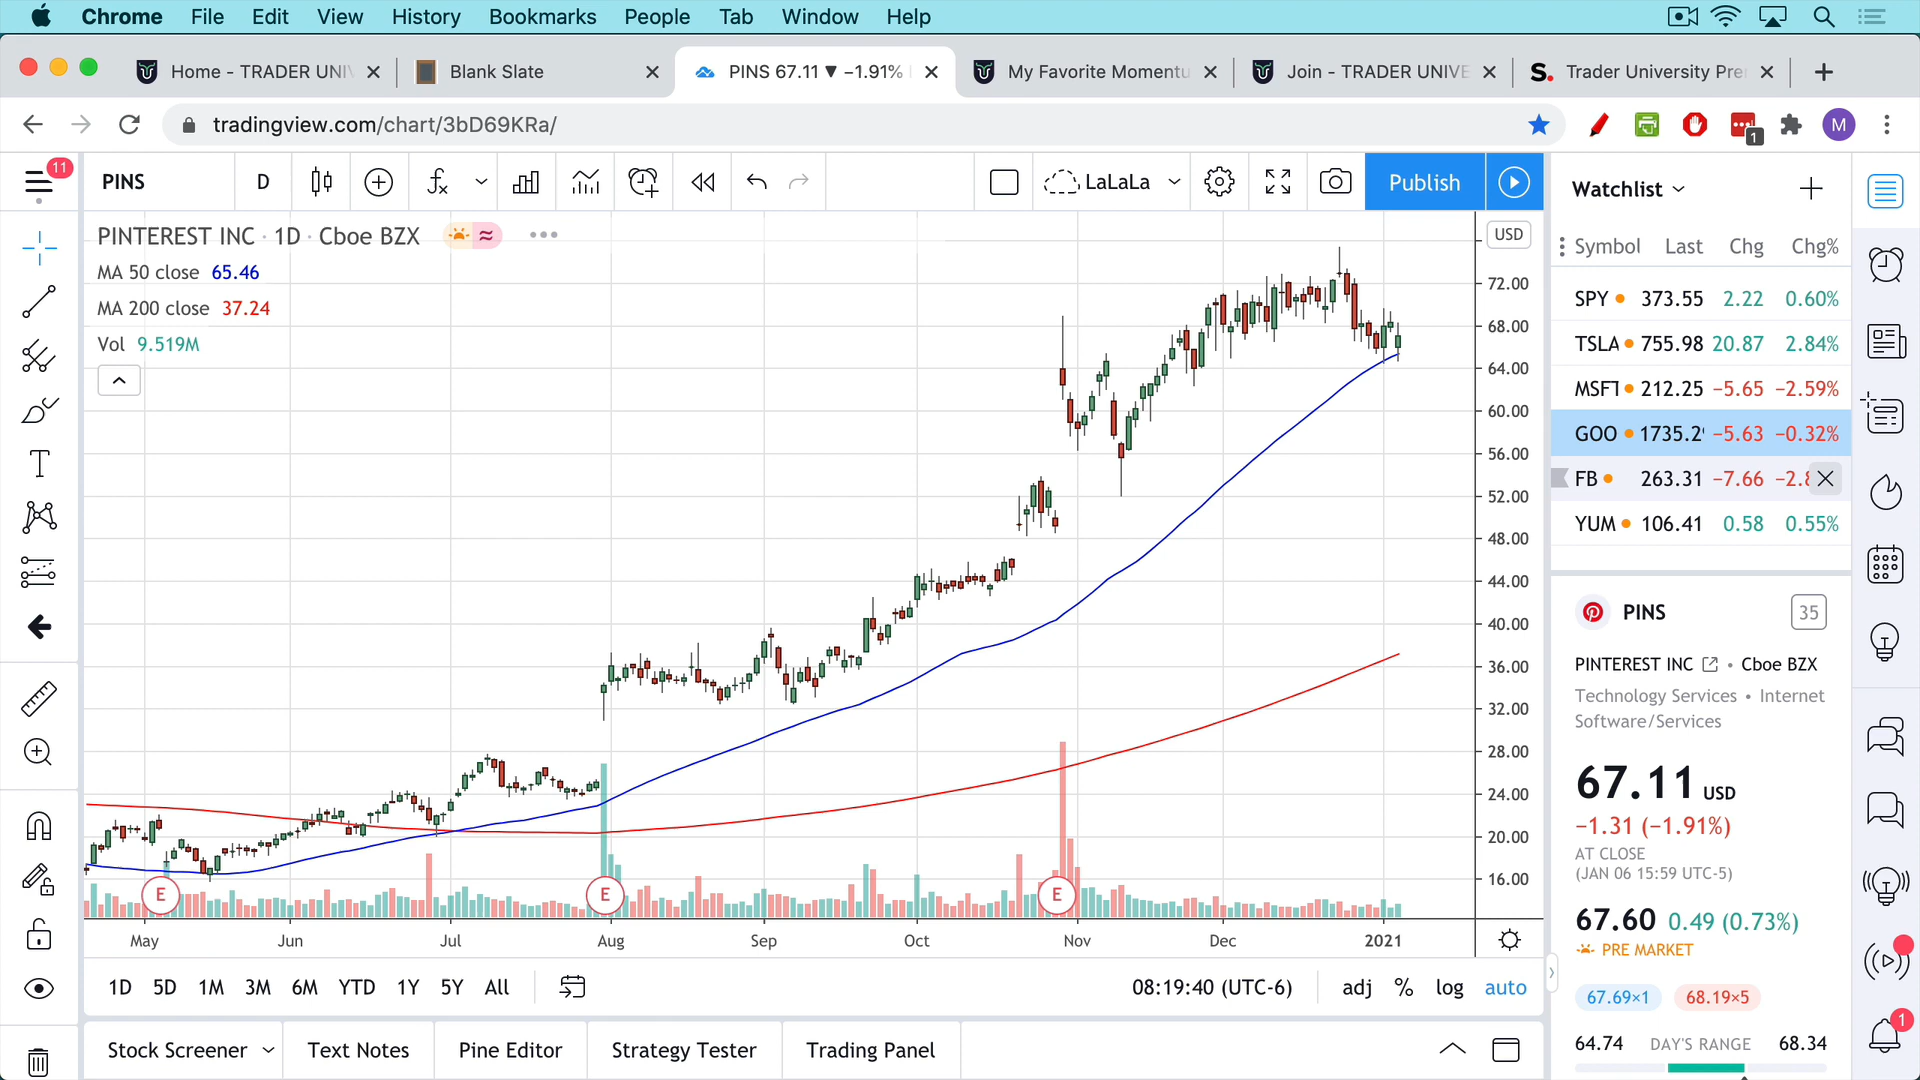 Chrome File Edit View History Bookmarks People Tab Window Help
Home - TRADER UNIV
Blank Slate
PINS 67.11 ▼ −1.91%
My Favorite Momentu
Join - TRADER UNIVE
S. Trader University Pre
tradingview.com/chart/3bD69KRa/
1
M
11
PINS D
LaLaLa
Publish
PINTEREST INC · 1D · Cboe BZX
MA 50 close 65.46
MA 200 close 37.24
Vol 9.519M
USD
72.00
68.00
64.00
60.00
56.00
52.00
48.00
44.00
40.00
36.00
32.00
28.00
24.00
20.00
16.00
E E E
May Jun Jul Aug Sep Oct Nov Dec 2021
1D 5D 1M 3M 6M YTD 1Y 5Y All
08:19:40 (UTC-6) adj % log auto
Stock Screener Text Notes Pine Editor Strategy Tester Trading Panel
Watchlist
Symbol Last Chg Chg%
SPY 373.55 2.22 0.60%
TSLA 755.98 20.87 2.84%
MSFT 212.25 −5.65 −2.59%
GOO 1735.2 −5.63 −0.32%
FB 263.31 −7.66 −2.8
YUM 106.41 0.58 0.55%
PINS 35
PINTEREST INC • Cboe BZX
Technology Services • Internet
Software/Services
67.11 USD
−1.31 (−1.91%)
AT CLOSE
(JAN 06 15:59 UTC-5)
67.60 0.49 (0.73%)
PRE MARKET
67.69×1 68.19×5
64.74 DAY'S RANGE 68.34
1